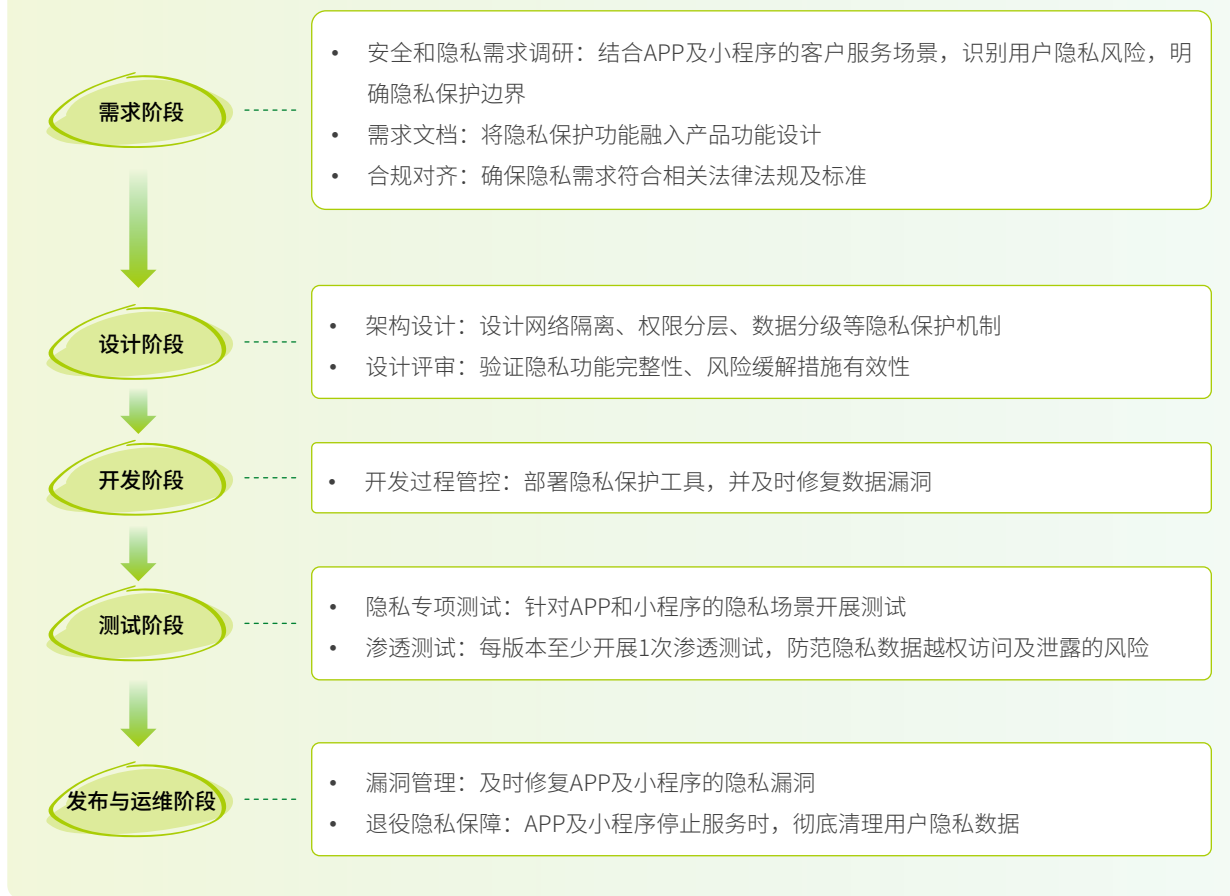 需求阶段
• 安全和隐私需求调研：结合APP及小程序的客户服务场景，识别用户隐私风险，明
确隐私保护边界
• 需求文档：将隐私保护功能融入产品功能设计
• 合规对齐：确保隐私需求符合相关法律法规及标准
设计阶段
• 架构设计：设计网络隔离、权限分层、数据分级等隐私保护机制
• 设计评审：验证隐私功能完整性、风险缓解措施有效性
开发阶段
• 开发过程管控：部署隐私保护工具，并及时修复数据漏洞
测试阶段
• 隐私专项测试：针对APP和小程序的隐私场景开展测试
• 渗透测试：每版本至少开展1次渗透测试，防范隐私数据越权访问及泄露的风险
发布与运维阶段
• 漏洞管理：及时修复APP及小程序的隐私漏洞
• 退役隐私保障：APP及小程序停止服务时，彻底清理用户隐私数据